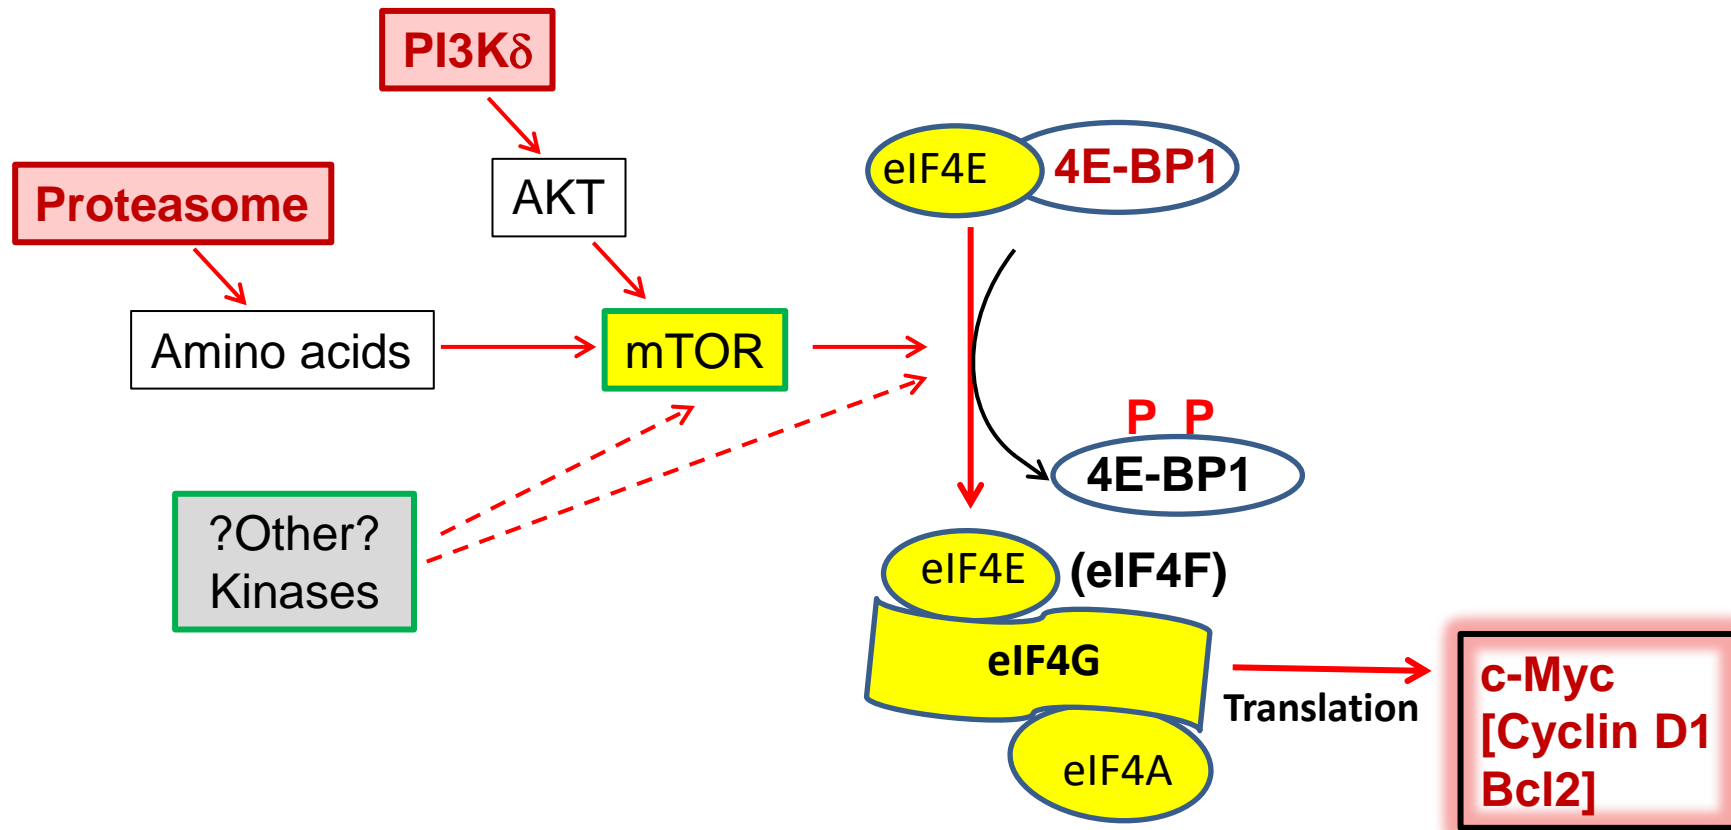 PI3Kδ
Proteasome
AKT
eIF4E
4E-BP1
Amino acids
mTOR
P P
4E-BP1
?Other?
Kinases
eIF4E
(eIF4F)
eIF4G
Translation
eIF4A
c-Myc
[Cyclin D1
Bcl2]